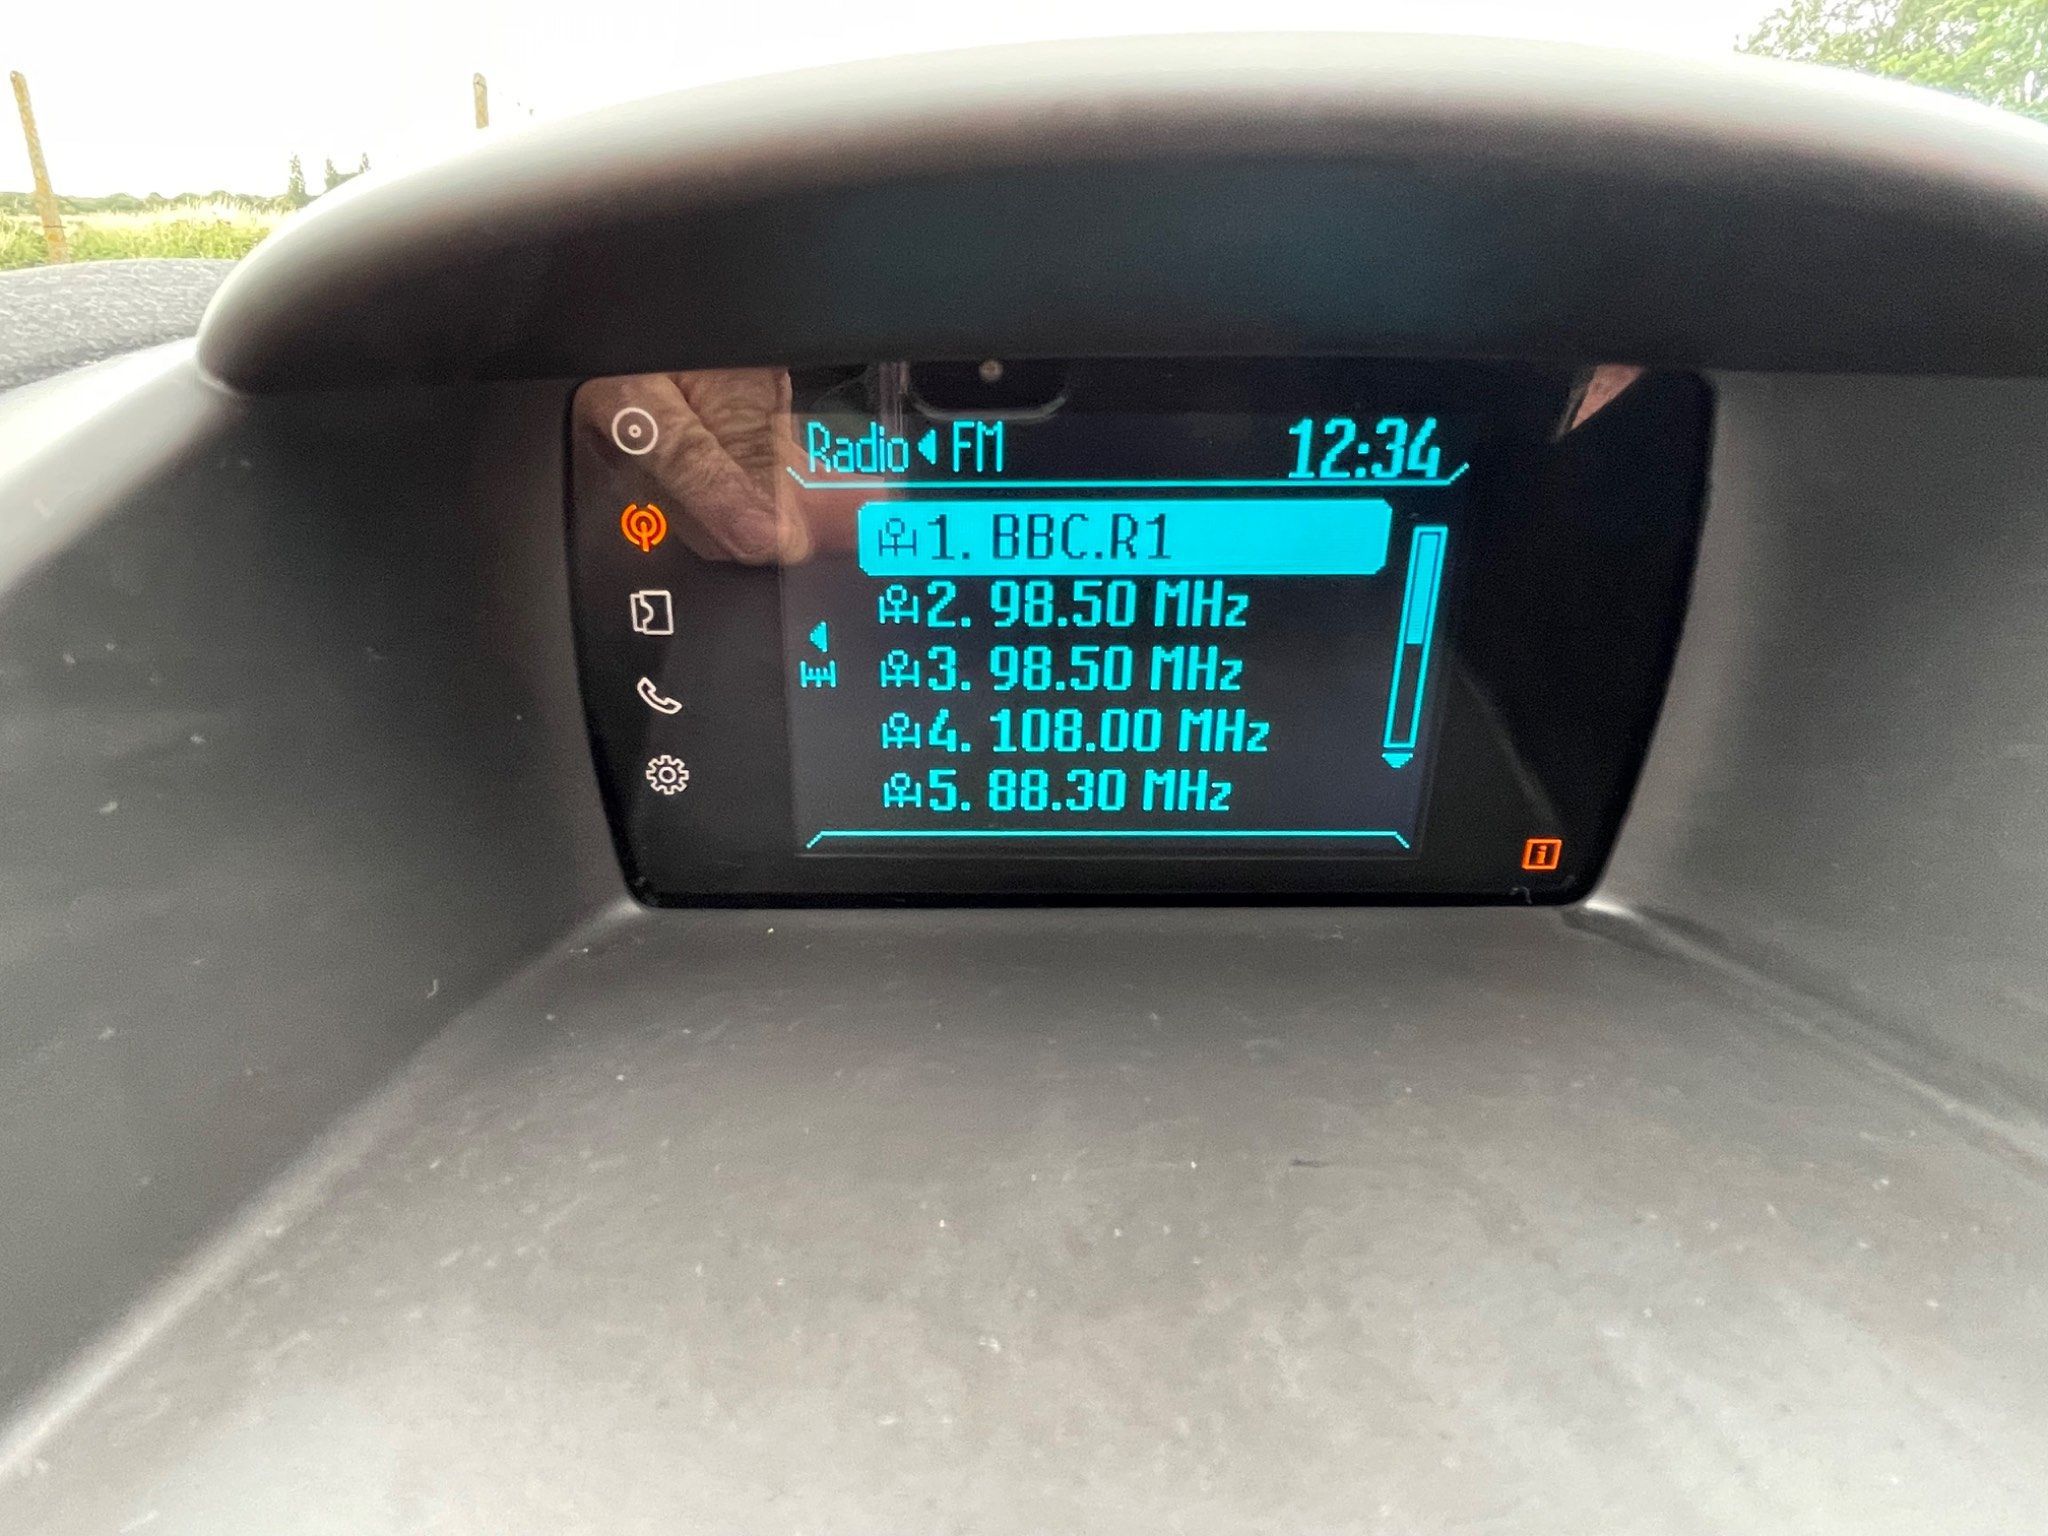 Radio FM 12:34
1. BBC.R1
2. 98.50 MHz
3. 98.50 MHz
4. 108.00 MHz
5. 88.30 MHz
i